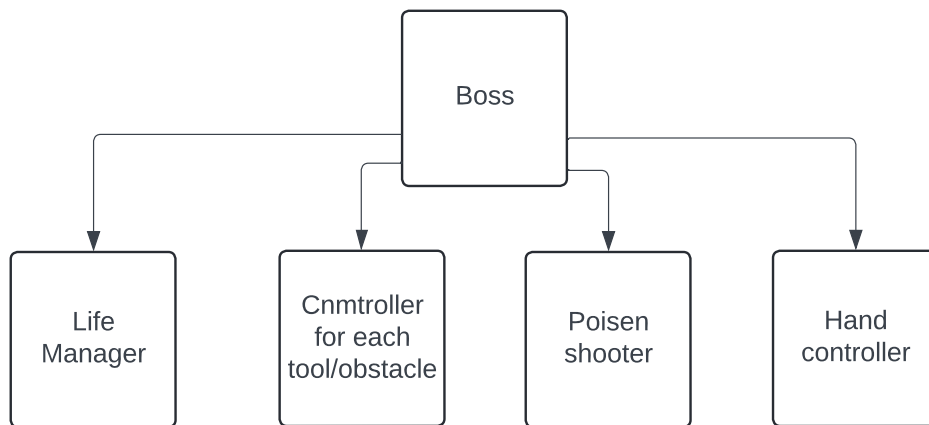 Boss
Life
Manager
Cnmtroller
for each
tool/obstacle
Poisen
shooter
Hand
controller